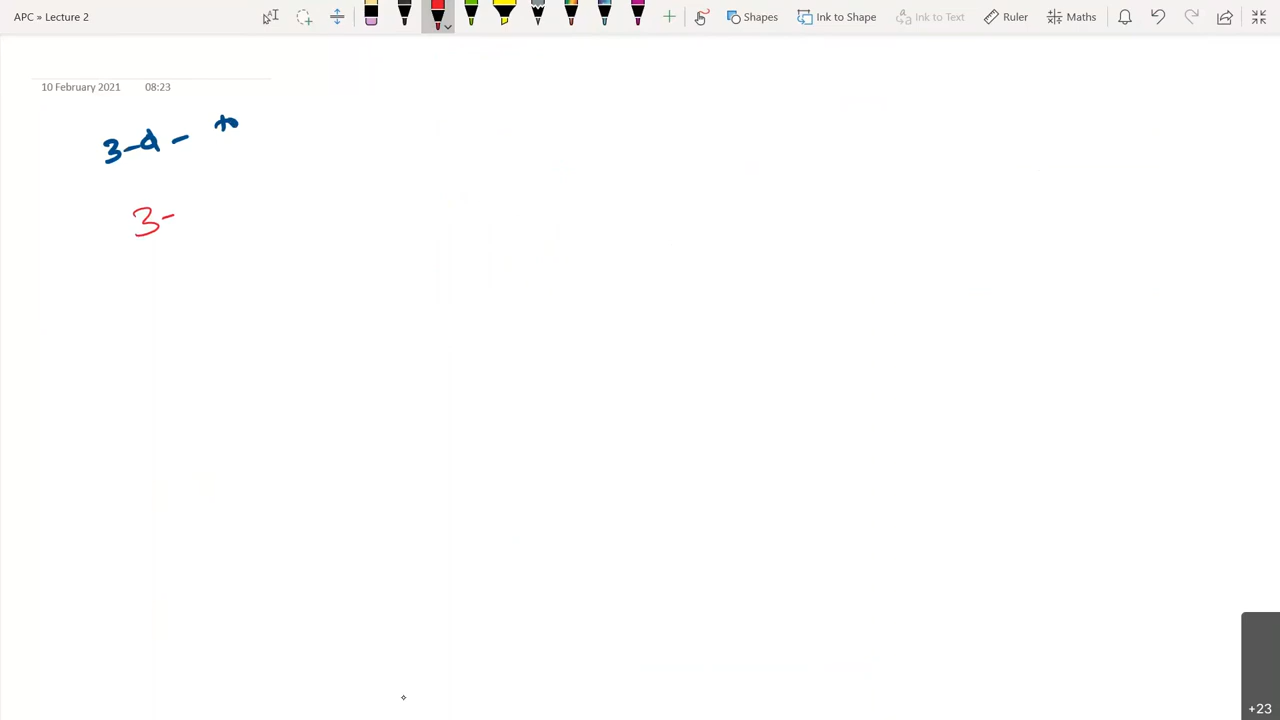 APC » Lecture 2
Shapes Ink to Shape Ink to Text Ruler Maths
10 February 2021 08:23
3-4 -
3-
+23